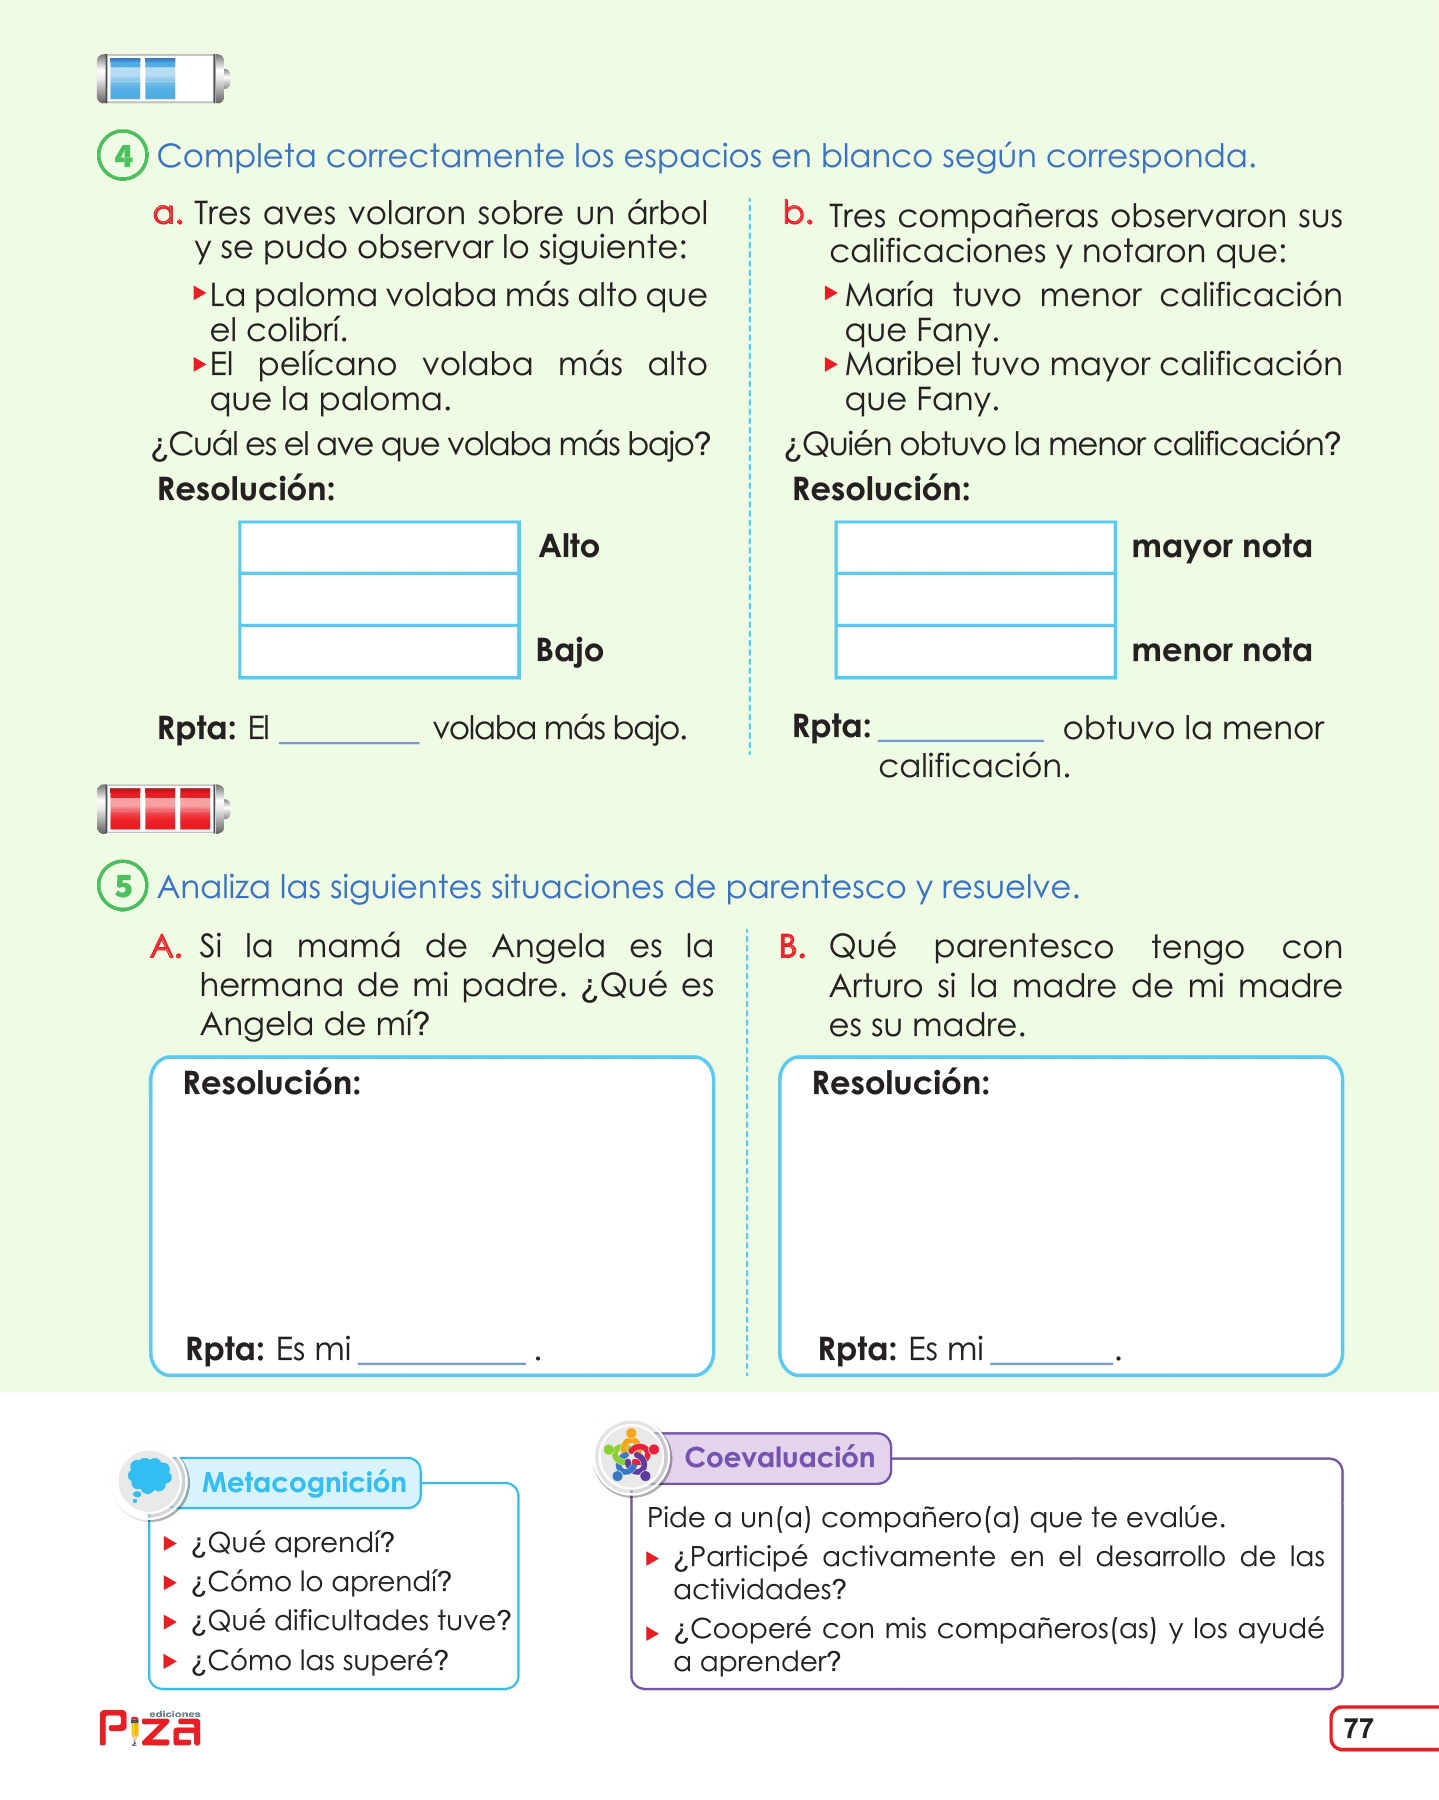 4 Completa correctamente los espacios en blanco según corresponda.
a. Tres aves volaron sobre un árbol
y se pudo observar lo siguiente:
La paloma volaba más alto que
el colibrí.
El pelícano volaba más alto
que la paloma.
¿Cuál es el ave que volaba más bajo?
Resolución:
Alto
Bajo
Rpta: El _________ volaba más bajo.
b. Tres compañeras observaron sus
calificaciones y notaron que:
María tuvo menor calificación
que Fany.
Maribel tuvo mayor calificación
que Fany.
¿Quién obtuvo la menor calificación?
Resolución:
mayor nota
menor nota
Rpta: __________ obtuvo la menor
calificación.
5 Analiza las siguientes situaciones de parentesco y resuelve.
A. Si la mamá de Angela es la
hermana de mi padre. ¿Qué es
Angela de mí?
Resolución:
Rpta: Es mi __________ .
B. Qué parentesco tengo con
Arturo si la madre de mi madre
es su madre.
Resolución:
Rpta: Es mi ________.
Metacognición
¿Qué aprendí?
¿Cómo lo aprendí?
¿Qué dificultades tuve?
¿Cómo las superé?
Coevaluación
Pide a un(a) compañero(a) que te evalúe.
¿Participé activamente en el desarrollo de las
actividades?
¿Cooperé con mis compañeros(as) y los ayudé
a aprender?
ediciones
Piza
77